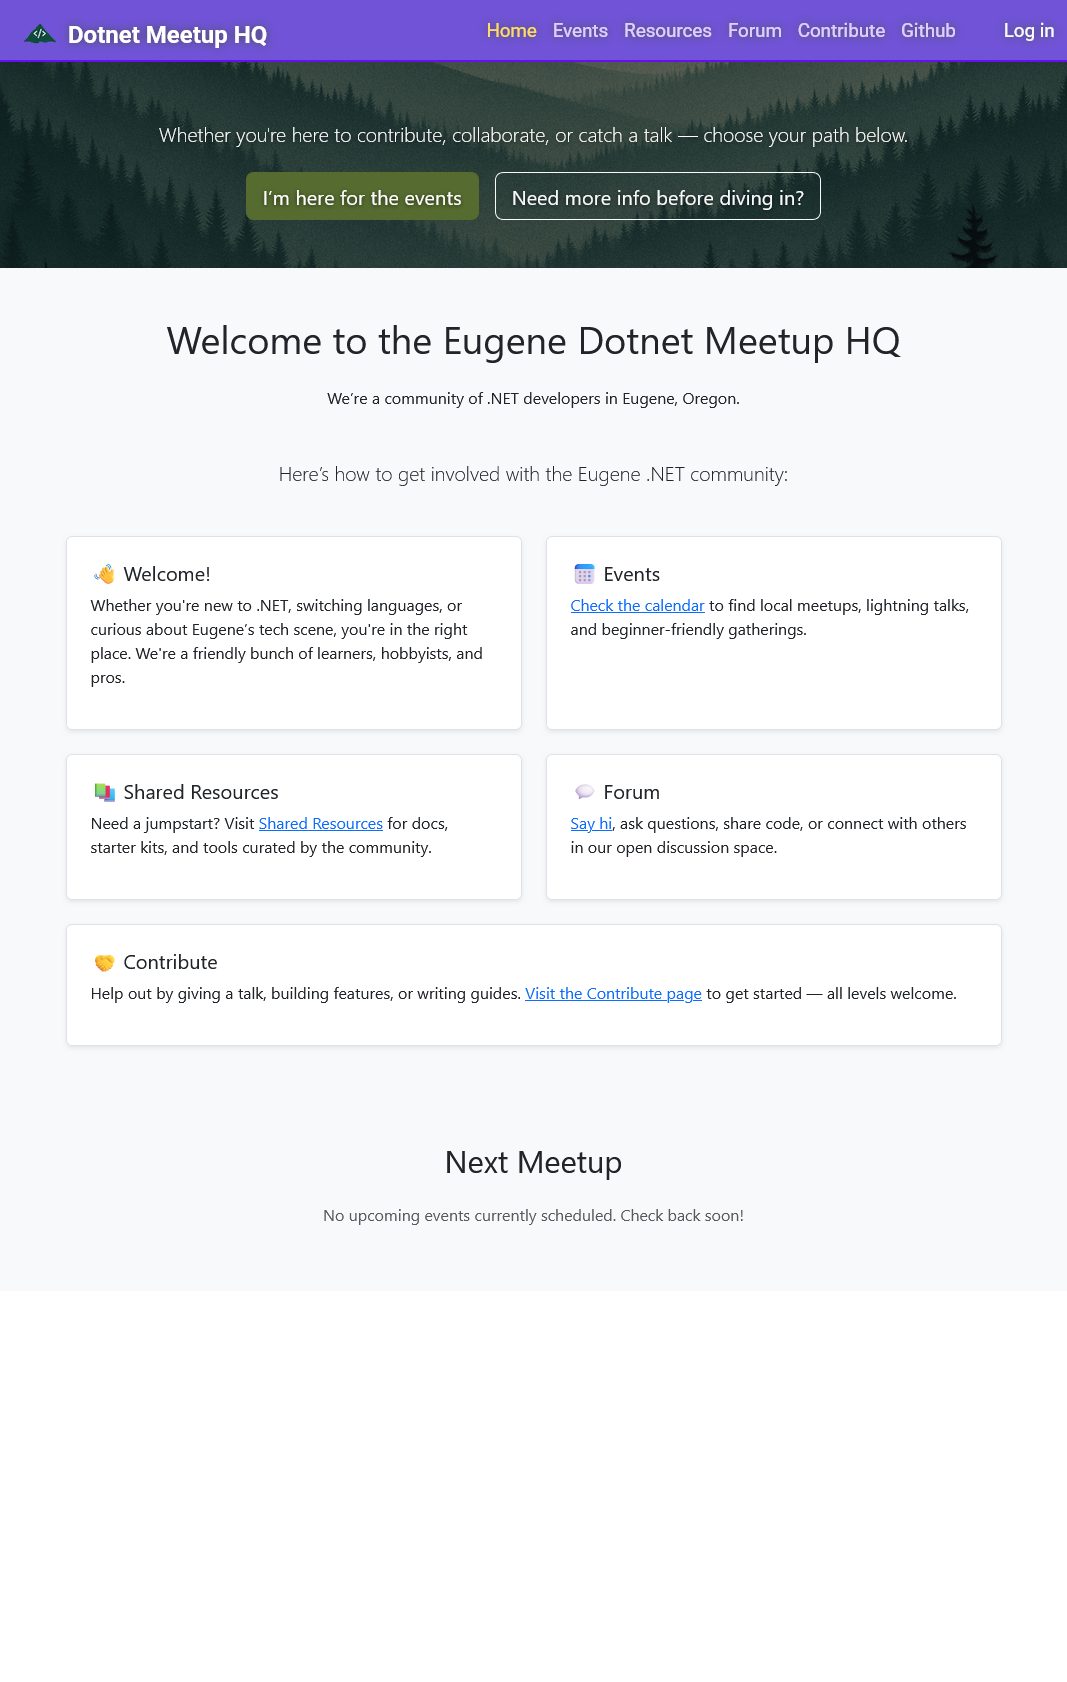 Dotnet Meetup HQ
Home Events Resources Forum Contribute Github Log in
Whether you're here to contribute, collaborate, or catch a talk — choose your path below.
I’m here for the events
Need more info before diving in?
Welcome to the Eugene Dotnet Meetup HQ
We’re a community of .NET developers in Eugene, Oregon.
Here’s how to get involved with the Eugene .NET community:
👋 Welcome!
Whether you're new to .NET, switching languages, or
curious about Eugene’s tech scene, you're in the right
place. We're a friendly bunch of learners, hobbyists, and
pros.
Events
Check the calendar to find local meetups, lightning talks,
and beginner-friendly gatherings.
Shared Resources
Need a jumpstart? Visit Shared Resources for docs,
starter kits, and tools curated by the community.
Forum
Say hi, ask questions, share code, or connect with others
in our open discussion space.
Contribute
Help out by giving a talk, building features, or writing guides. Visit the Contribute page to get started — all levels welcome.
Next Meetup
No upcoming events currently scheduled. Check back soon!